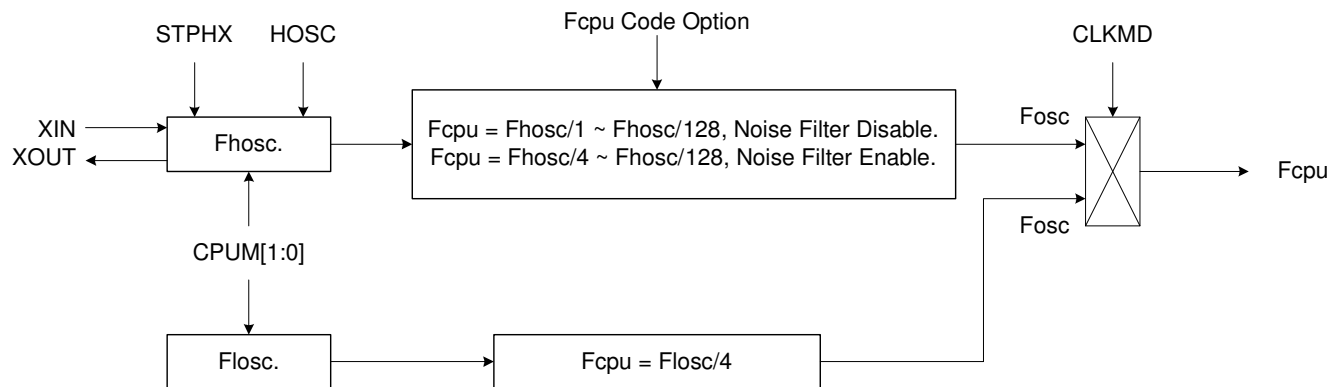 Fcpu Code Option
STPHX
HOSC
CLKMD
XIN
XOUT
Fhosc.
Fcpu = Fhosc/1 ~ Fhosc/128, Noise Filter Disable.
Fcpu = Fhosc/4 ~ Fhosc/128, Noise Filter Enable.
Fosc
Fcpu
Fosc
CPUM[1:0]
Flosc.
Fcpu = Flosc/4